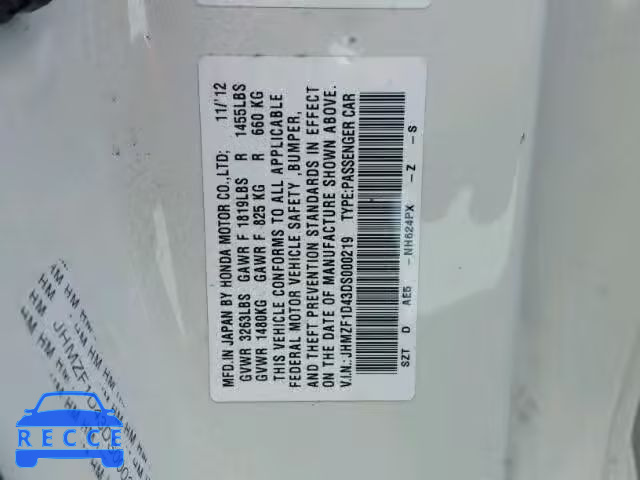 MFD.IN JAPAN BY HONDA MOTOR CO.,LTD; 11/'12
GVWR 3263LBS GAWR F 1819LBS R 1455LBS
GVWR 1480KG GAWR F 825 KG R 660 KG
THIS VEHICLE CONFORMS TO ALL APPLICABLE
FEDERAL MOTOR VEHICLE SAFETY ,BUMPER,
AND THEFT PREVENTION STANDARDS IN EFFECT
ON THE DATE OF MANUFACTURE SHOWN ABOVE.
V.I.N.: JHMZF1D43DS000219 TYPE:PASSENGER CAR
SZT D AE5 -NH624PX -Z -S
HM
JHMZF1D43DS0002
RECCE